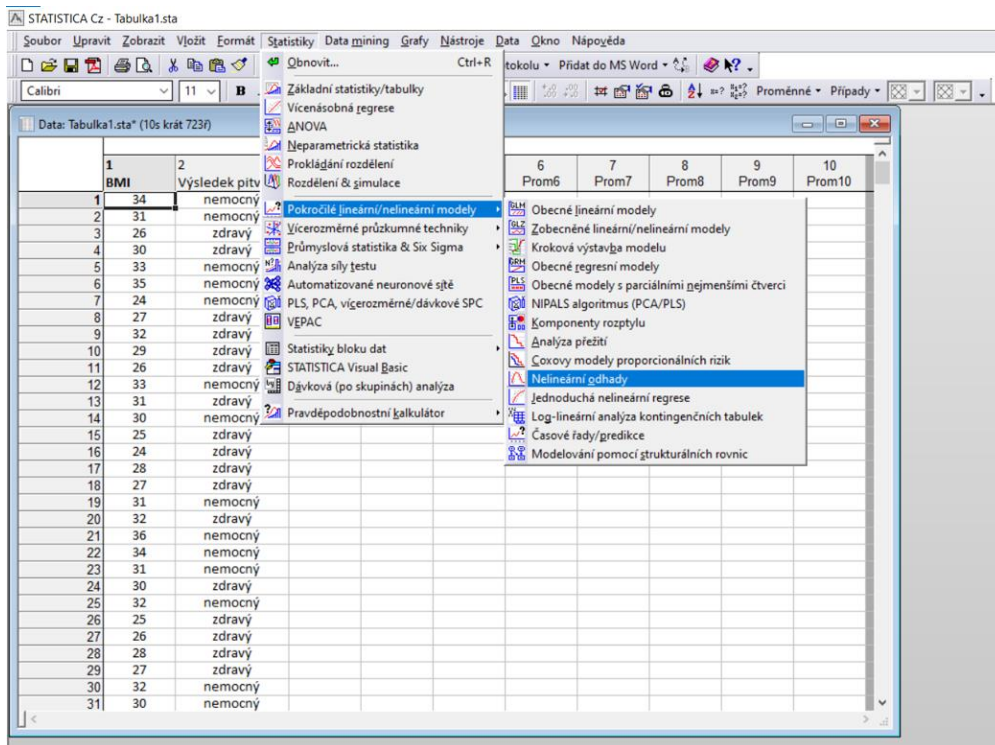 STATISTICA Cz - Tabulka1.sta
Soubor Upravit Zobrazit Vložit Formát Statistiky Data mining Grafy Nástroje Data Okno Nápověda
Obnovit... Ctrl+R
tokolu Přidat do MS Word
Calibri 11 B
Proměnné Případy
Základní statistiky/tabulky
Vícenásobná regrese
ANOVA
Neparametrická statistika
Prokládání rozdělení
Rozdělení & simulace
Pokročilé lineární/nelineární modely
Vícerozměrné průzkumné techniky
Průmyslová statistika & Six Sigma
Analýza síly testu
Automatizované neuronové sítě
PLS, PCA, vícerozměrné/dávkové SPC
VEPAC
Statistiky bloku dat
STATISTICA Visual Basic
Dávková (po skupinách) analýza
Pravděpodobnostní kalkulátor
Obecné lineární modely
Zobecněné lineární/nelineární modely
Kroková výstavba modelu
Obecné regresní modely
Obecné modely s parciálními nejmenšími čtverci
NIPALS algoritmus (PCA/PLS)
Komponenty rozptylu
Analýza přežití
Coxovy modely proporcionálních rizik
Nelineární odhady
Jednoduchá nelineární regrese
Log-lineární analýza kontingenčních tabulek
Časové řady/predikce
Modelování pomocí strukturálních rovnic
Data: Tabulka1.sta* (10s krát 723ř)
1 2 6 7 8 9 10
BMI Výsledek pitv Prom6 Prom7 Prom8 Prom9 Prom10
1 34 nemocný
2 31 nemocný
3 26 zdravý
4 30 zdravý
5 33 nemocný
6 35 nemocný
7 24 nemocný
8 27 zdravý
9 32 zdravý
10 29 zdravý
11 26 zdravý
12 33 nemocný
13 31 zdravý
14 30 nemocný
15 25 zdravý
16 24 zdravý
17 28 zdravý
18 27 zdravý
19 31 nemocný
20 32 zdravý
21 36 nemocný
22 34 nemocný
23 31 nemocný
24 30 zdravý
25 32 nemocný
26 25 zdravý
27 26 zdravý
28 28 zdravý
29 27 zdravý
30 32 nemocný
31 30 nemocný